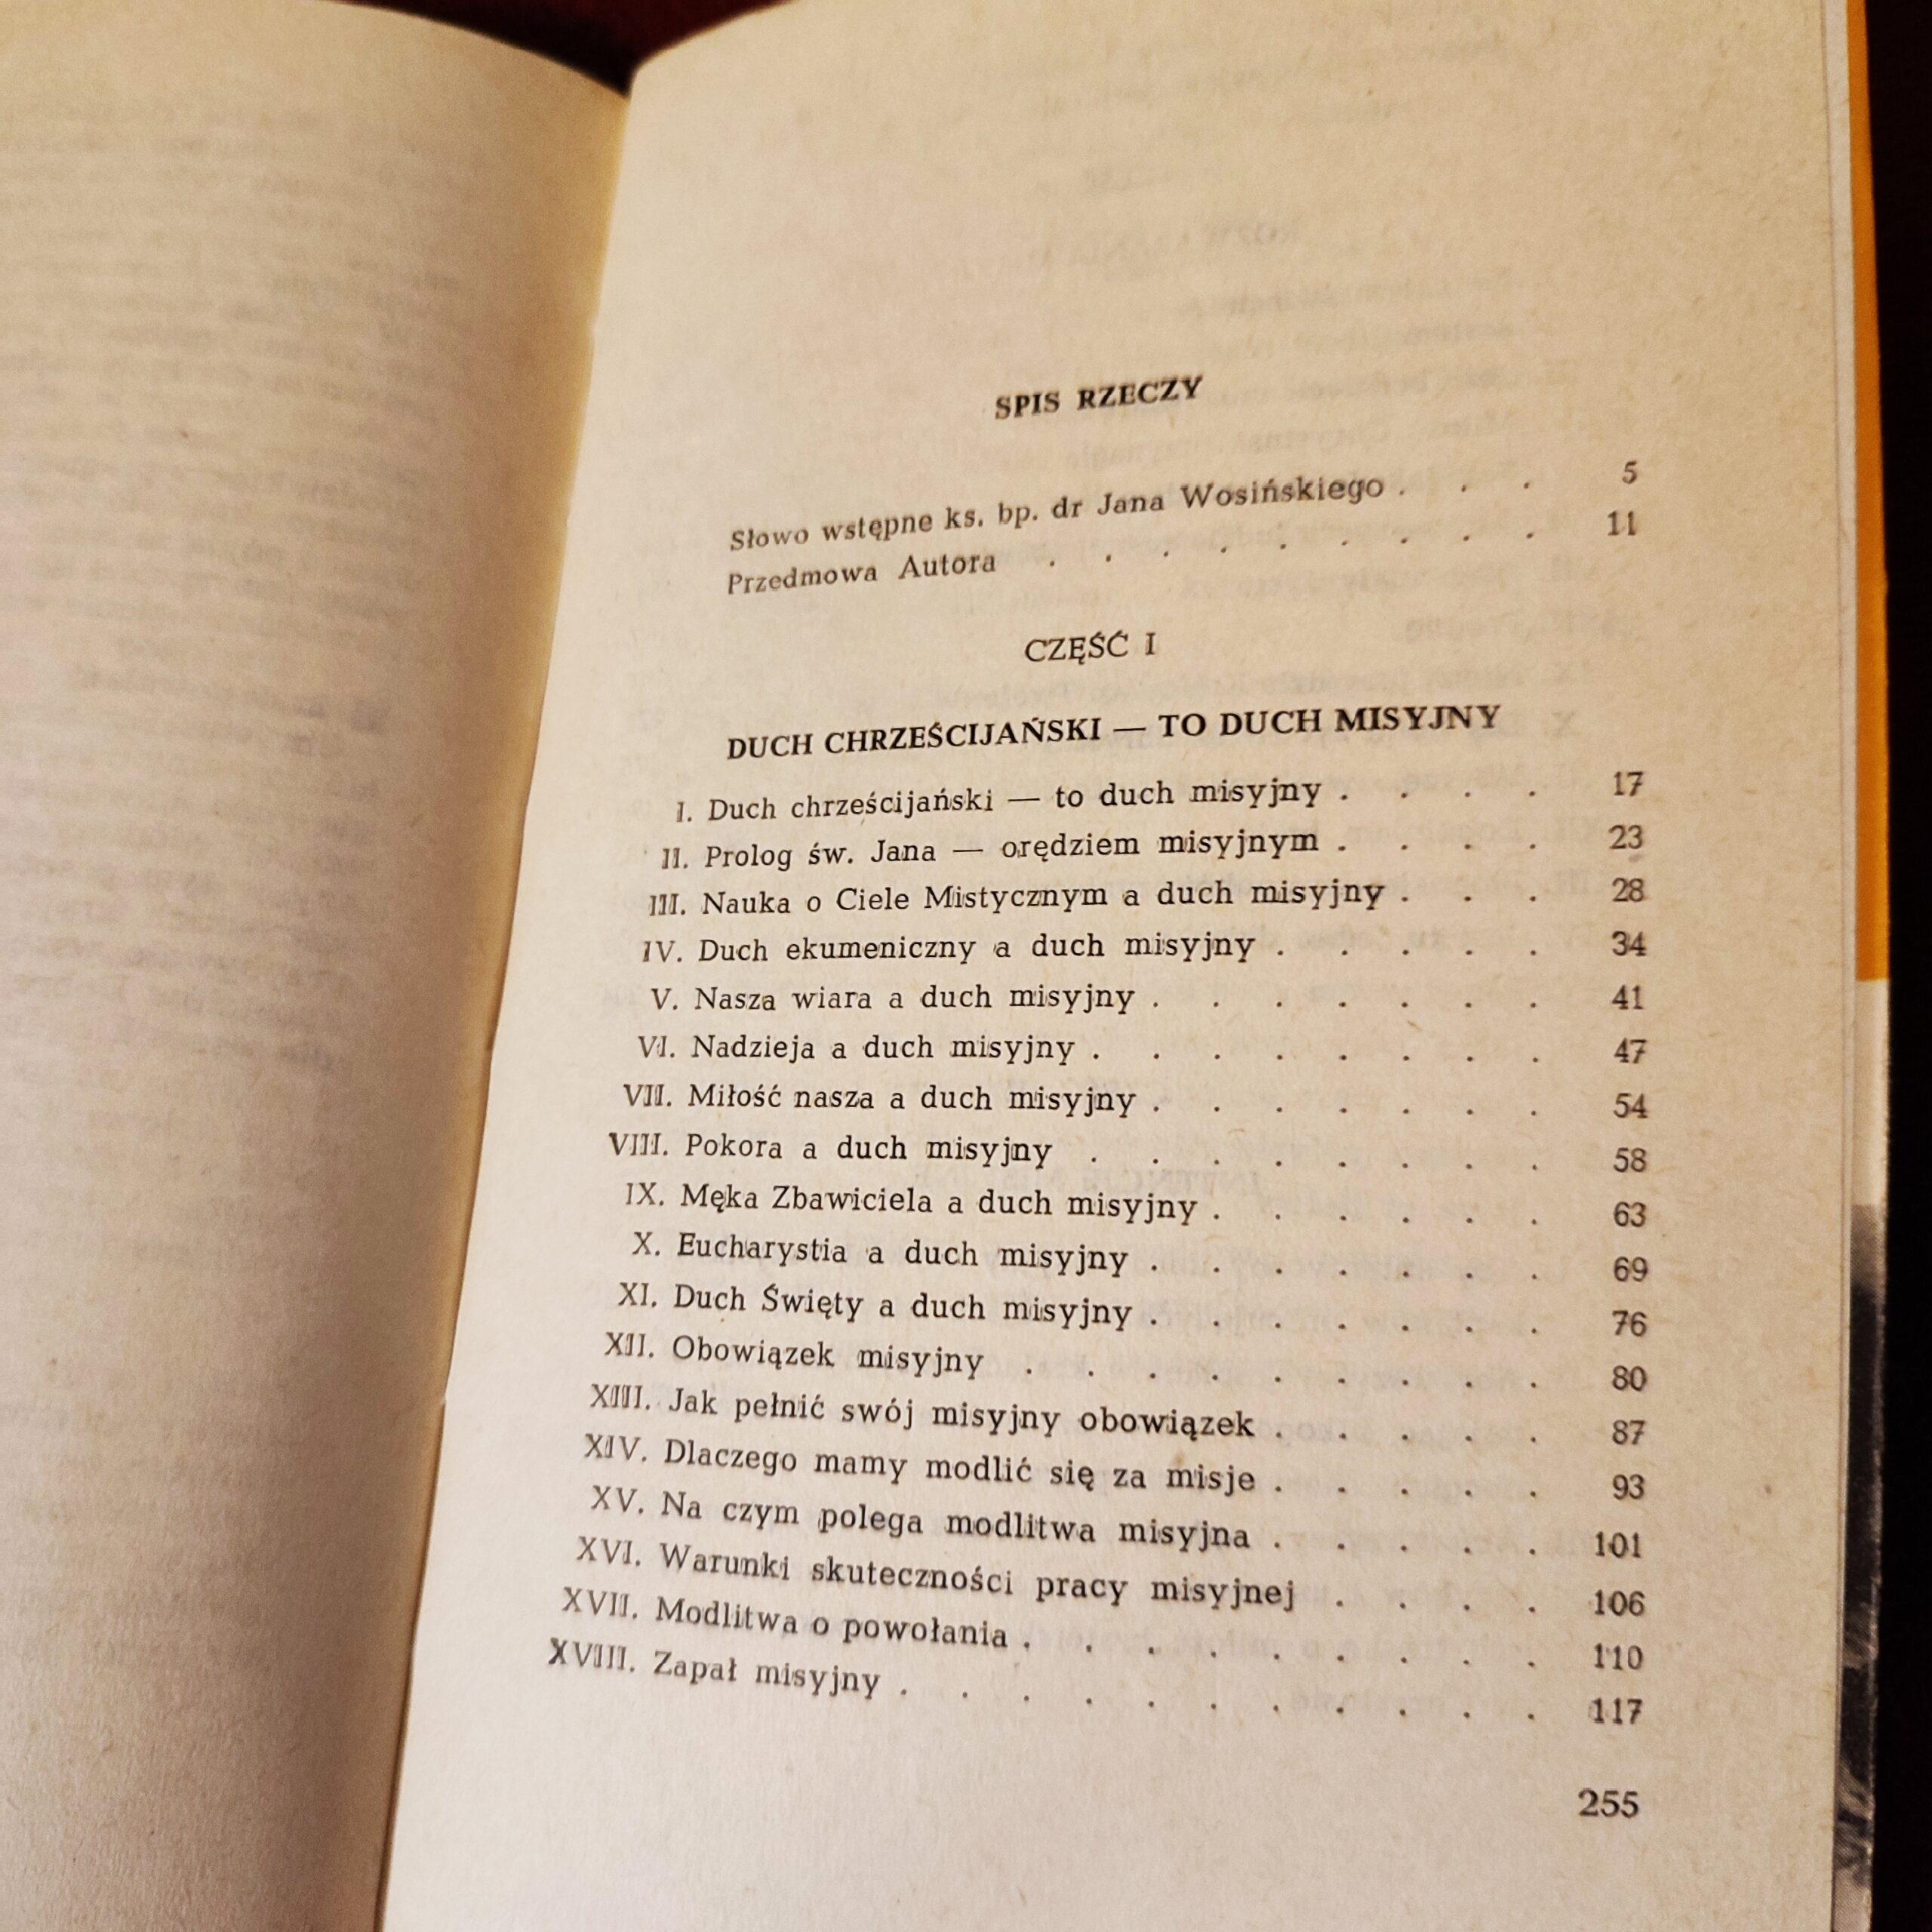 SPIS RZECZY
Słowo wstępne ks. bp. dr Jana Wosińskiego . . . 5
Przedmowa Autora . . . . . . . . . 11
CZĘŚĆ I
DUCH CHRZEŚCIJAŃSKI — TO DUCH MISYJNY
I. Duch chrześcijański — to duch misyjny . . . . 17
II. Prolog św. Jana — orędziem misyjnym . . . . 23
III. Nauka o Ciele Mistycznym a duch misyjny . . . 28
IV. Duch ekumeniczny a duch misyjny . . . . . 34
V. Nasza wiara a duch misyjny . . . . . . . 41
VI. Nadzieja a duch misyjny . . . . . . . . 47
VII. Miłość nasza a duch misyjny . . . . . . . 54
VIII. Pokora a duch misyjny . . . . . . . . 58
IX. Męka Zbawiciela a duch misyjny . . . . . . 63
X. Eucharystia a duch misyjny . . . . . . . 69
XI. Duch Święty a duch misyjny . . . . . . . 76
XII. Obowiązek misyjny . . . . . . . . . 80
XIII. Jak pełnić swój misyjny obowiązek . . . . . 87
XIV. Dlaczego mamy modlić się za misje . . . . . 93
XV. Na czym polega modlitwa misyjna . . . . . 101
XVI. Warunki skuteczności pracy misyjnej . . . . 106
XVII. Modlitwa o powołania . . . . . . . . . 110
XVIII. Zapał misyjny . . . . . . . . . . . 117
255